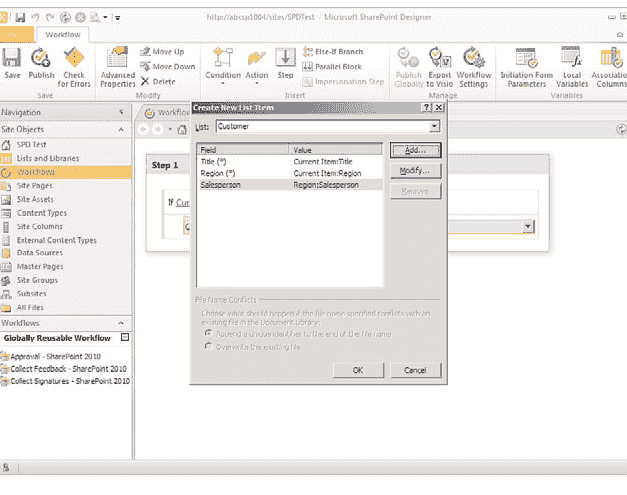 http://abcsp1004/sites/SPDTest - Microsoft SharePoint Designer
Workflow
Save
Publish
Check for Errors
Save
Advanced Properties
Move Up
Move Down
Delete
Modify
Condition
Action
Step
Else-If Branch
Parallel Block
Impersonation Step
Insert
Publish Globally
Export to Visio
Workflow Settings
Manage
Initiation Form Parameters
Local Variables
Association Columns
Variables
Navigation
Site Objects
SPD Test
Lists and Libraries
Workflows
Site Pages
Site Assets
Content Types
Site Columns
External Content Types
Data Sources
Master Pages
Site Groups
Subsites
All Files
Workflows
Globally Reusable Workflow
Approval - SharePoint 2010
Collect Feedback - SharePoint 2010
Collect Signatures - SharePoint 2010
Workflow
Step 1
If Cur
Create New List Item
List: Customer
Field Value
Title (*) Current Item:Title
Region (*) Current Item:Region
Salesperson Region:Salesperson
Add...
Modify...
Remove
File Name Conflicts
Choose what should happen if the file name specified conflicts with an
existing file in the Document Library:
Append a unique identifier to the end of the file name
Overwrite the existing file
OK
Cancel